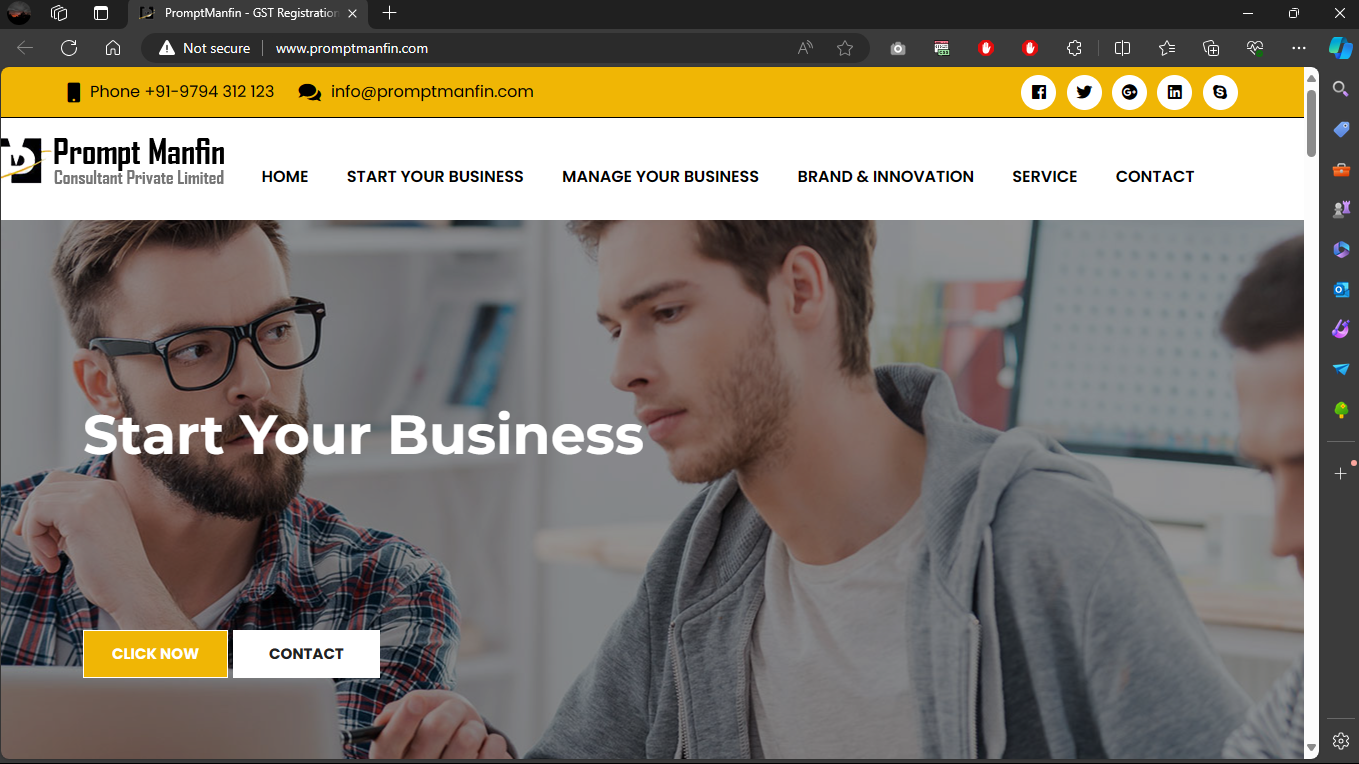 PromptManfin - GST Registration
Not secure
www.promptmanfin.com
Phone +91-9794 312 123
info@promptmanfin.com
Prompt Manfin
Consultant Private Limited
HOME
START YOUR BUSINESS
MANAGE YOUR BUSINESS
BRAND & INNOVATION
SERVICE
CONTACT
Start Your Business
CLICK NOW
CONTACT